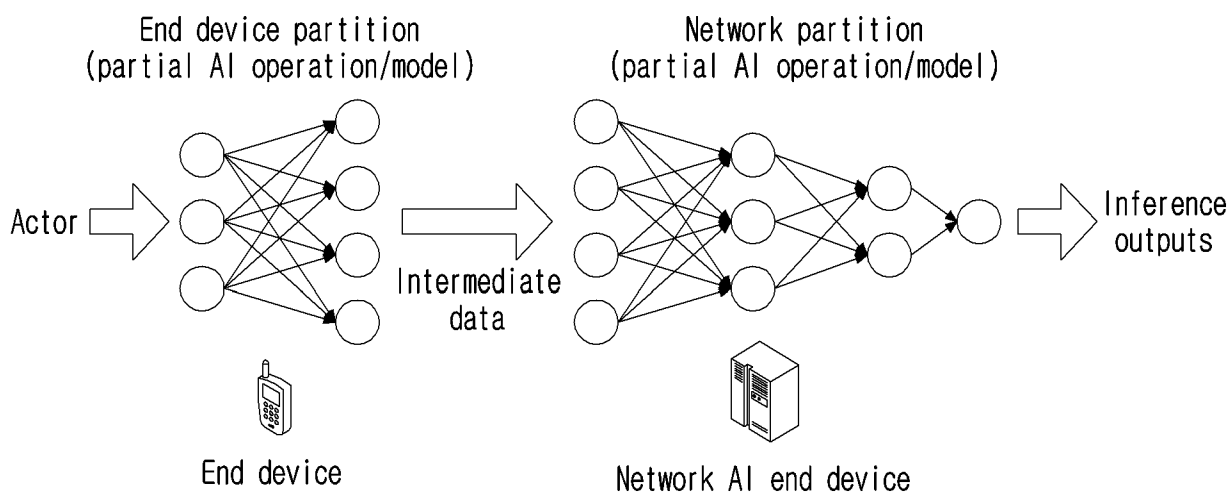 End device partition
(partial AI operation/model)
Network partition
(partial AI operation/model)
Actor
Intermediate
data
Inference
outputs
End device
Network AI end device